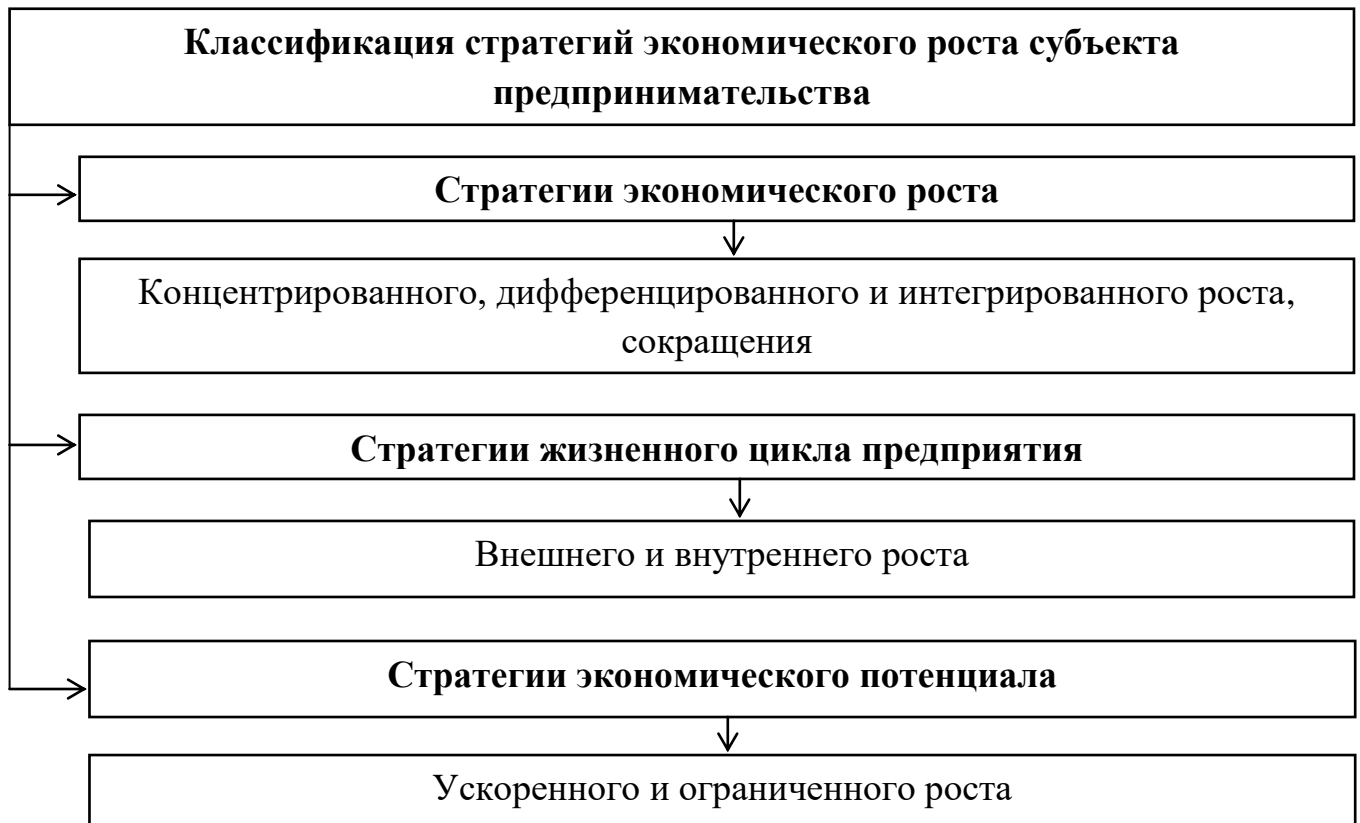 Классификация стратегий экономического роста субъекта
предпринимательства
Стратегии экономического роста
Концентрированного, дифференцированного и интегрированного роста,
сокращения
Стратегии жизненного цикла предприятия
Внешнего и внутреннего роста
Стратегии экономического потенциала
Ускоренного и ограниченного роста